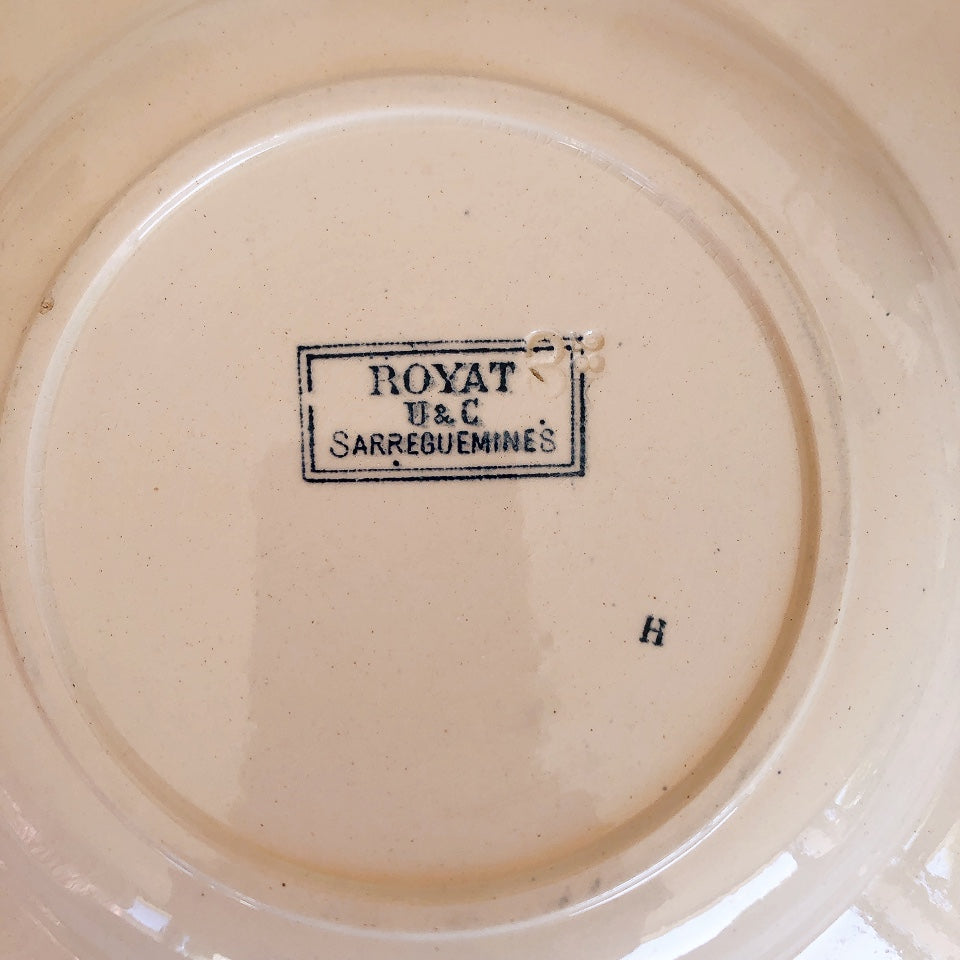 ROYAT
U & C
SARREGUEMINES
H